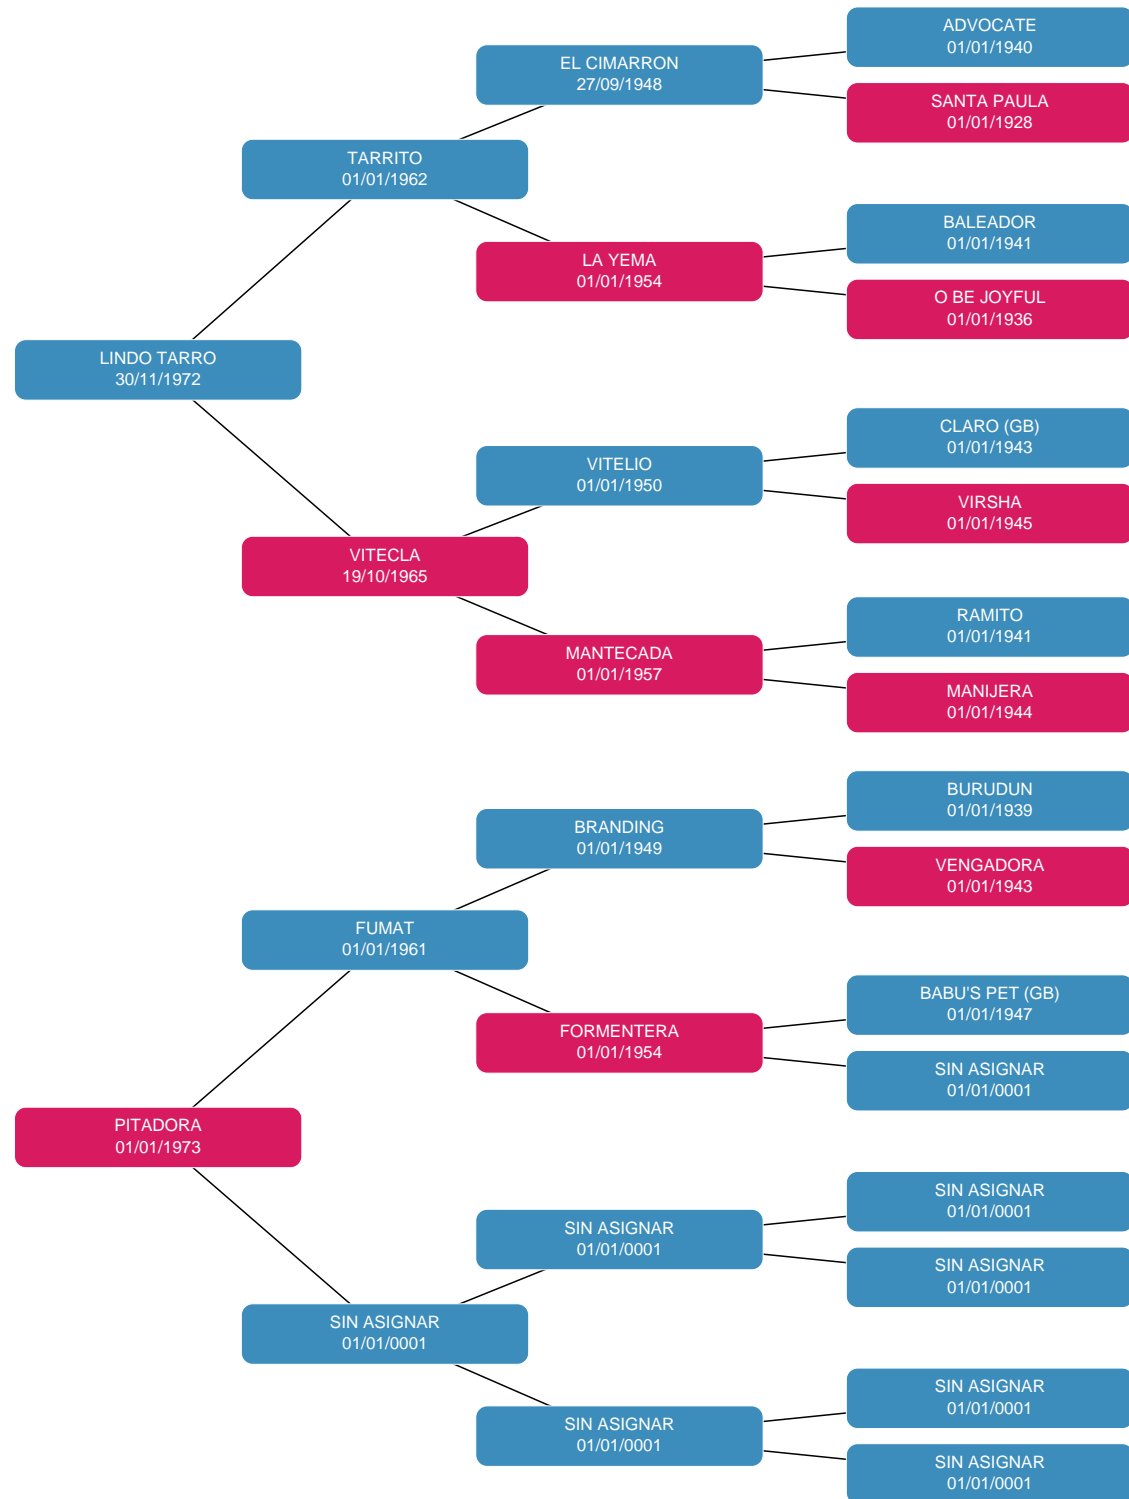 ADVOCATE
01/01/1940
EL CIMARRON
27/09/1948
SANTA PAULA
01/01/1928
TARRITO
01/01/1962
BALEADOR
01/01/1941
LA YEMA
01/01/1954
O BE JOYFUL
01/01/1936
LINDO TARRO
30/11/1972
CLARO (GB)
01/01/1943
VITELIO
01/01/1950
VIRSHA
01/01/1945
VITECLA
19/10/1965
RAMITO
01/01/1941
MANTECADA
01/01/1957
MANIJERA
01/01/1944
BURUDUN
01/01/1939
BRANDING
01/01/1949
VENGADORA
01/01/1943
FUMAT
01/01/1961
BABU'S PET (GB)
01/01/1947
FORMENTERA
01/01/1954
SIN ASIGNAR
01/01/0001
PITADORA
01/01/1973
SIN ASIGNAR
01/01/0001
SIN ASIGNAR
01/01/0001
SIN ASIGNAR
01/01/0001
SIN ASIGNAR
01/01/0001
SIN ASIGNAR
01/01/0001
SIN ASIGNAR
01/01/0001
SIN ASIGNAR
01/01/0001